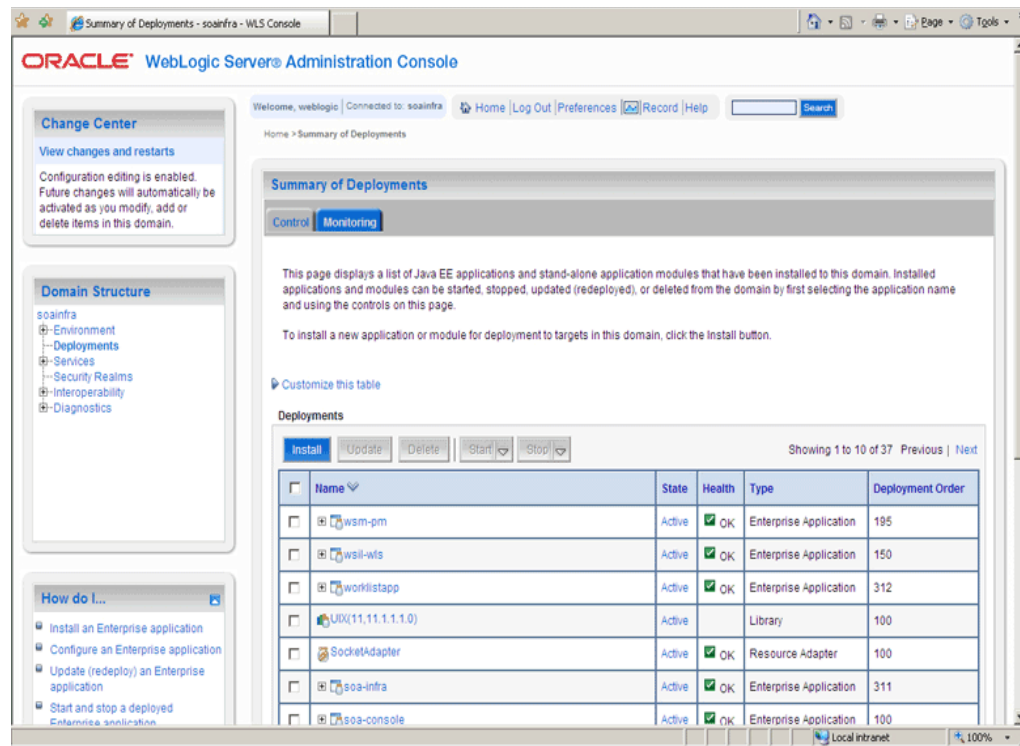 Summary of Deployments - soainfra - WLS Console
Page
Tools
ORACLE WebLogic Server® Administration Console
Change Center
View changes and restarts
Configuration editing is enabled.
Future changes will automatically be
activated as you modify, add or
delete items in this domain.
Domain Structure
soainfra
Environment
Deployments
Services
Security Realms
Interoperability
Diagnostics
How do I...
Install an Enterprise application
Configure an Enterprise application
Update (redeploy) an Enterprise
application
Start and stop a deployed
Enterprise application
Welcome, weblogic Connected to: soainfra Home Log Out Preferences Record Help Search
Home > Summary of Deployments
Summary of Deployments
Control Monitoring
This page displays a list of Java EE applications and stand-alone application modules that have been installed to this domain. Installed
applications and modules can be started, stopped, updated (redeployed), or deleted from the domain by first selecting the application name
and using the controls on this page.
To install a new application or module for deployment to targets in this domain, click the Install button.
Customize this table
Deployments
Install Update Delete Start Stop Showing 1 to 10 of 37 Previous | Next
Name State Health Type Deployment Order
wsm-pm Active OK Enterprise Application 195
wsil-wls Active OK Enterprise Application 150
worklistapp Active OK Enterprise Application 312
UIX(11,11.1.1.1.0) Active Library 100
SocketAdapter Active OK Resource Adapter 100
soa-infra Active OK Enterprise Application 311
soa-console Active OK Enterprise Application 100
Local intranet 100%